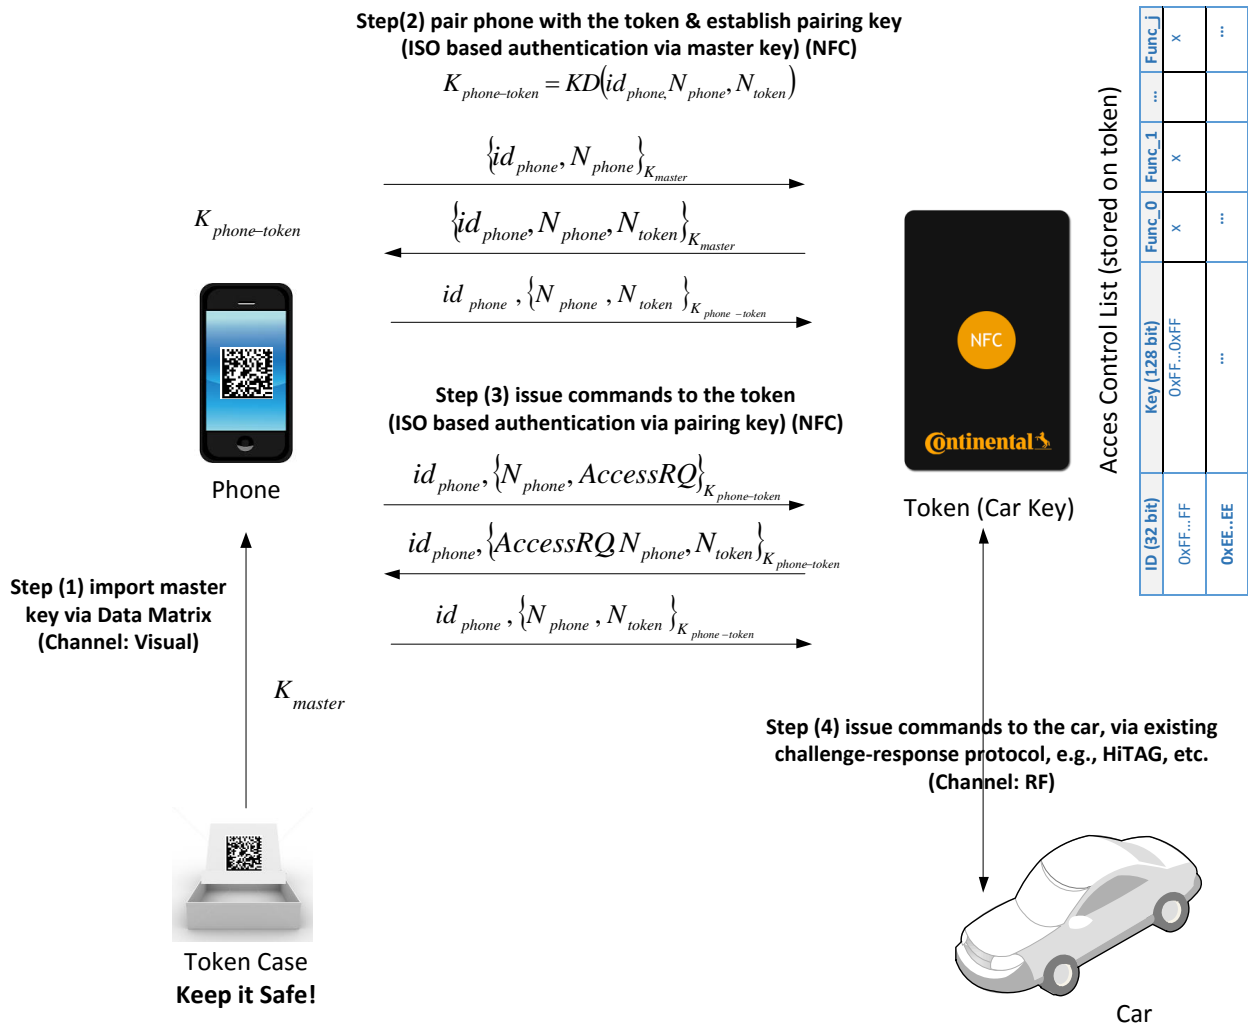 Step(2) pair phone with the token & establish pairing key
(ISO based authentication via master key) (NFC)
K phone–token = KD(id phone, N phone, N token)
{id phone, N phone} K master
{id phone, N phone, N token} K master
id phone , {N phone , N token } K phone – token
K phone–token
Phone
Step (3) issue commands to the token
(ISO based authentication via pairing key) (NFC)
id phone, {N phone, AccessRQ} K phone–token
id phone, {AccessRQ, N phone, N token} K phone–token
id phone , {N phone , N token } K phone – token
NFC
Continental
Token (Car Key)
Acces Control List (stored on token)
ID (32 bit) Key (128 bit) Func_0 Func_1 ... Func_j
0xFF...FF 0xFF...0xFF x x x
0xEE..EE ... ... ...
Step (1) import master
key via Data Matrix
(Channel: Visual)
K master
Token Case
Keep it Safe!
Step (4) issue commands to the car, via existing
challenge-response protocol, e.g., HiTAG, etc.
(Channel: RF)
Car